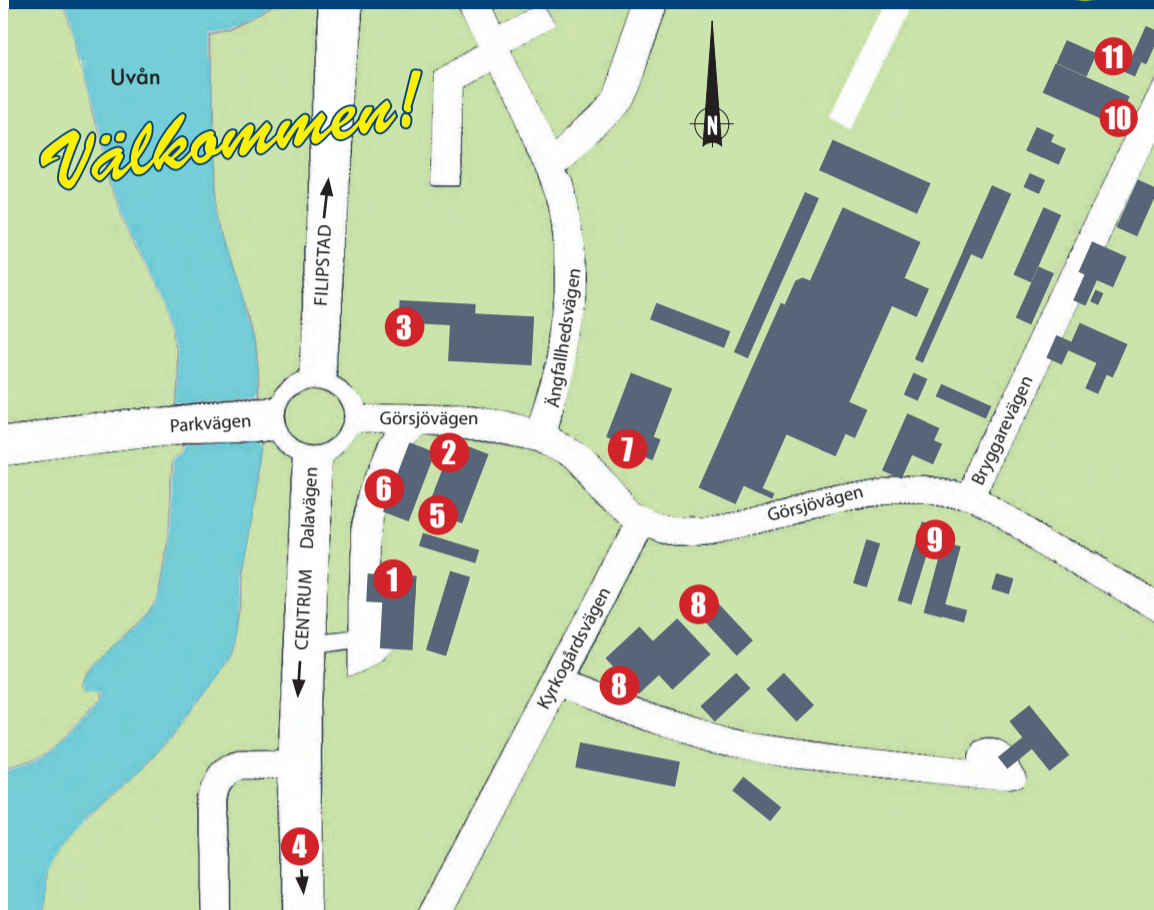 Uvån
Välkommen!
N
11
10
FILIPSTAD
3
Ängfallhedsvägen
Parkvägen
Görsjövägen
2
7
6
5
Bryggarevägen
Görsjövägen
Dalavägen
CENTRUM
1
9
8
Kyrkogårdsvägen
8
4